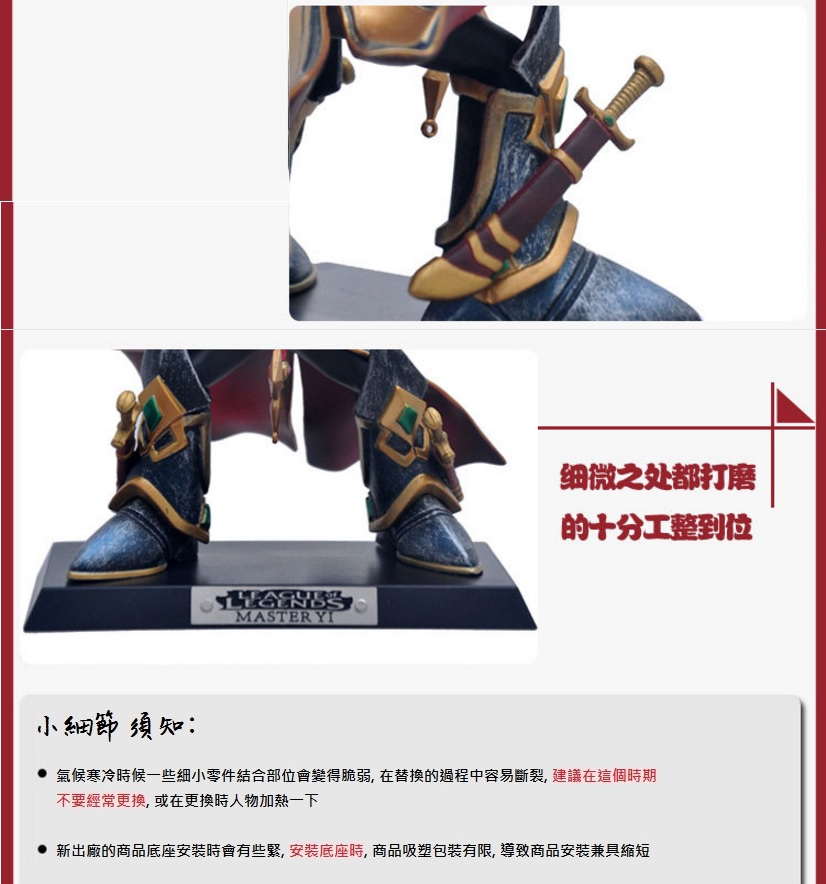 细微之处都打磨
的十分工整到位
LEAGUE of
LEGENDS
MASTER YI
小細節 須知:
● 氣候寒冷時候一些細小零件結合部位會變得脆弱, 在替換的過程中容易斷裂, 建議在這個時期
不要經常更換, 或在更換時人物加熱一下
● 新出廠的商品底座安裝時會有些緊, 安裝底座時, 商品吸塑包裝有限, 導致商品安裝兼具縮短